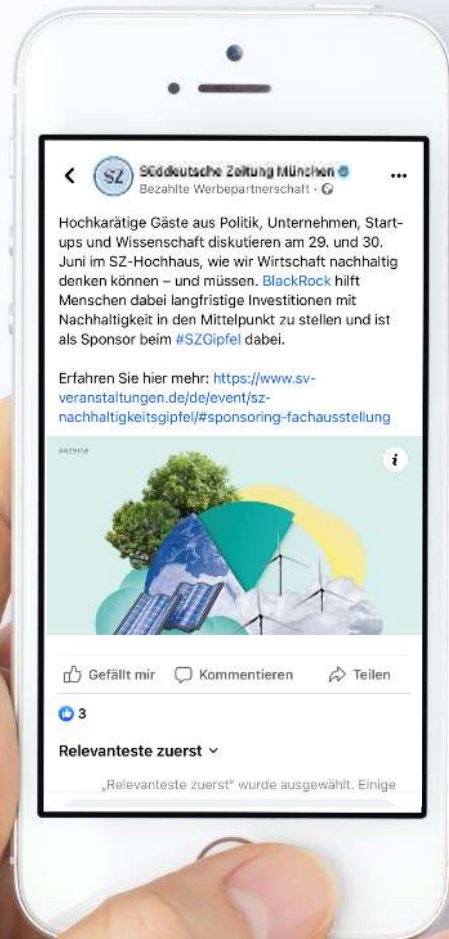 SZ
Süddeutsche Zeitung München
Bezahlte Werbepartnerschaft ·
Hochkarätige Gäste aus Politik, Unternehmen, Start-
ups und Wissenschaft diskutieren am 29. und 30.
Juni im SZ-Hochhaus, wie wir Wirtschaft nachhaltig
denken können – und müssen. BlackRock hilft
Menschen dabei langfristige Investitionen mit
Nachhaltigkeit in den Mittelpunkt zu stellen und ist
als Sponsor beim #SZGipfel dabei.
Erfahren Sie hier mehr: https://www.sv-
veranstaltungen.de/de/event/sz-
nachhaltigkeitsgipfel/#sponsoring-fachausstellung
ANZEIGE
i
Gefällt mir Kommentieren Teilen
3
Relevanteste zuerst
„Relevanteste zuerst“ wurde ausgewählt. Einige